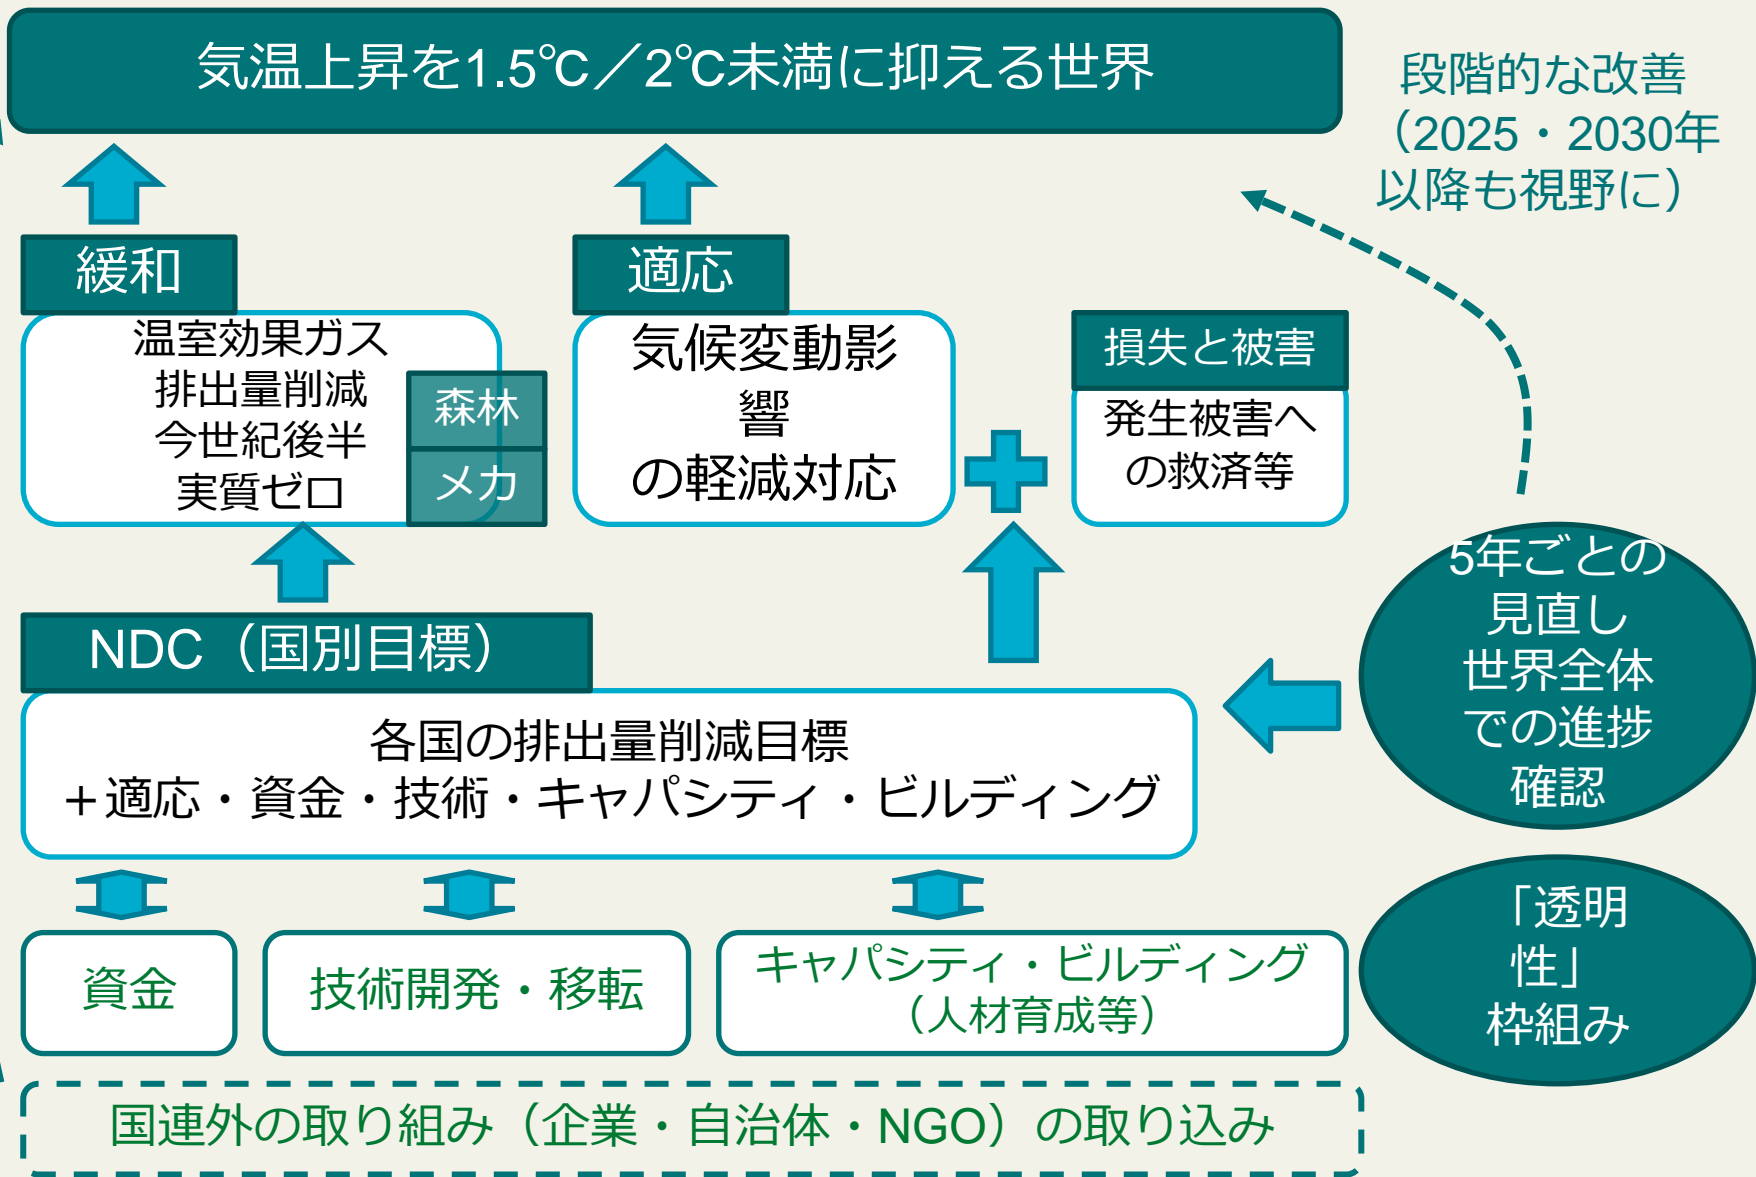 気温上昇を1.5℃／2℃未満に抑える世界
段階的な改善
（2025・2030年
以降も視野に）
緩和
温室効果ガス
排出量削減
今世紀後半
実質ゼロ
森林
メカ
適応
気候変動影
響
の軽減対応
損失と被害
発生被害へ
の救済等
NDC（国別目標）
各国の排出量削減目標
＋適応・資金・技術・キャパシティ・ビルディング
5年ごとの
見直し
世界全体
での進捗
確認
資金
技術開発・移転
キャパシティ・ビルディング
（人材育成等）
「透明
性」
枠組み
国連外の取り組み（企業・自治体・NGO）の取り込み